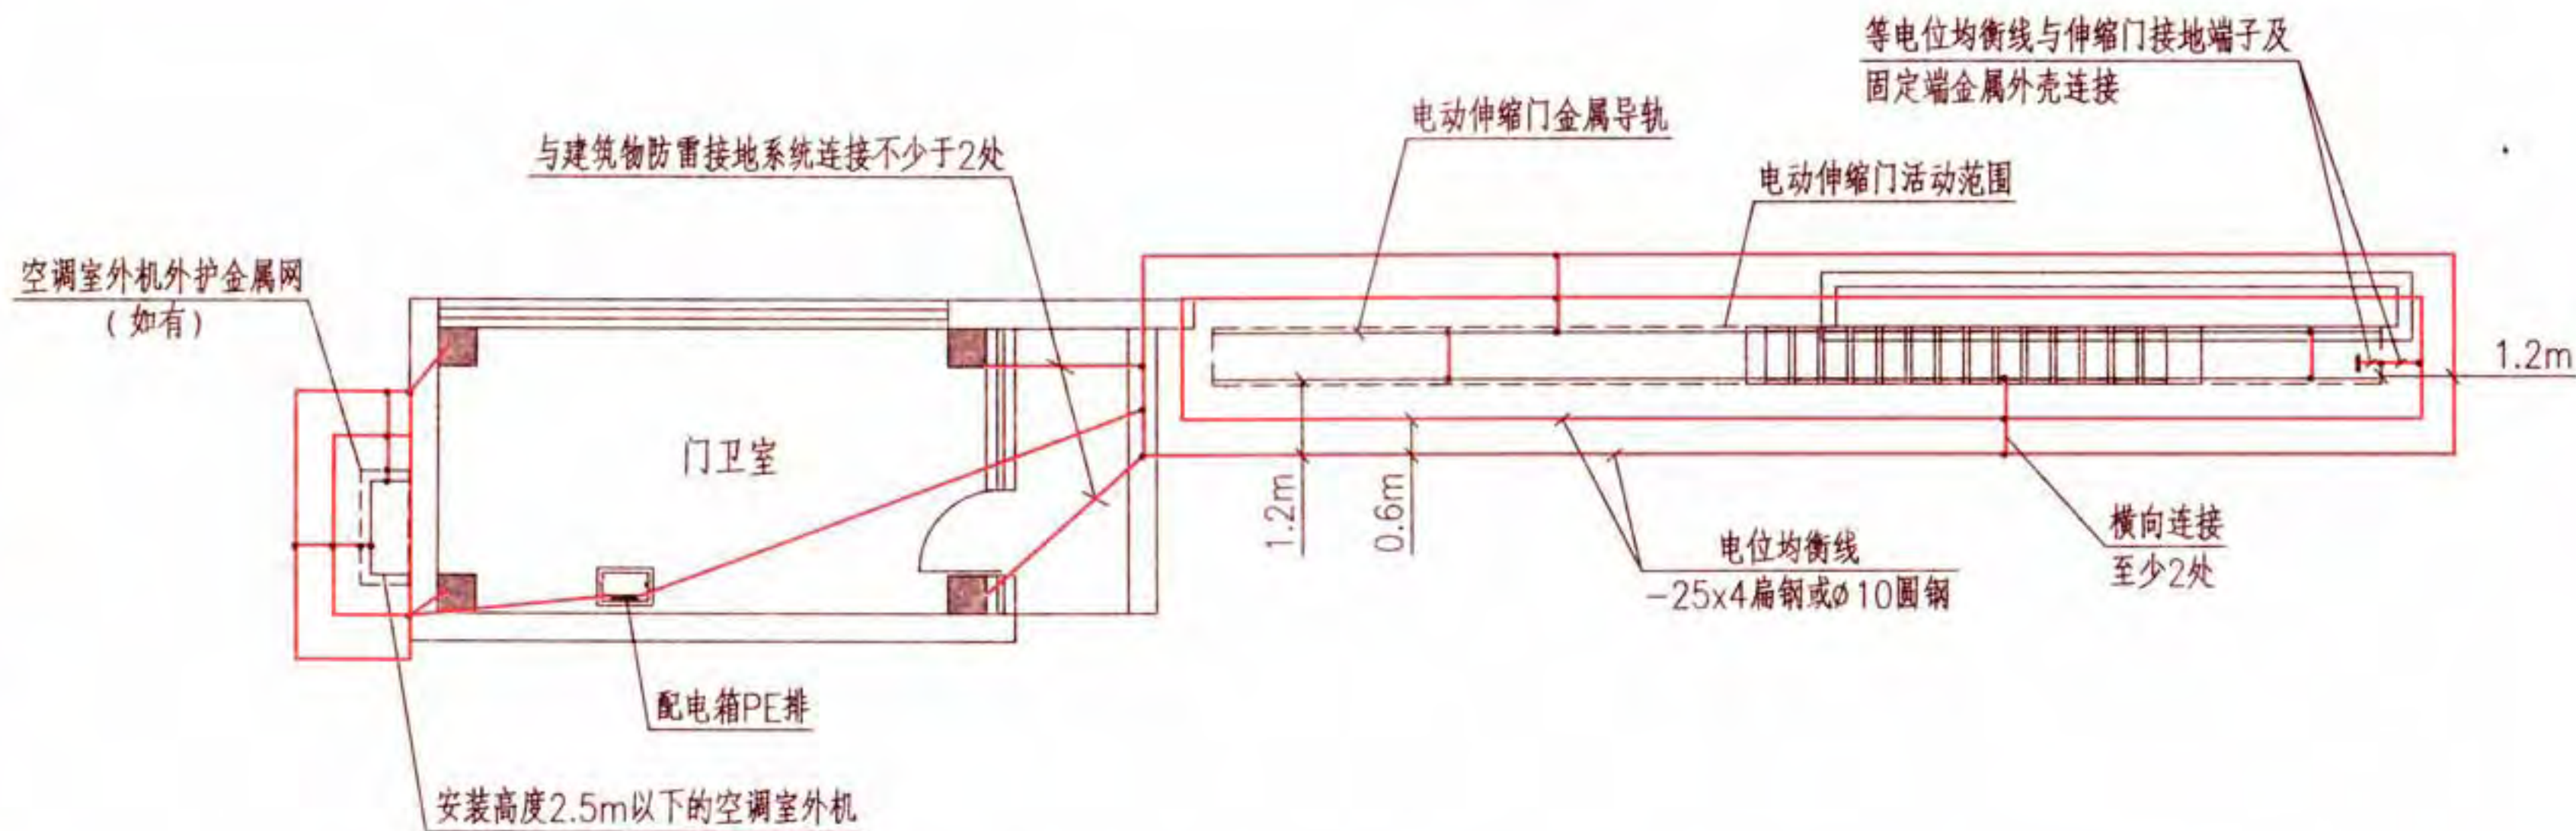 等电位均衡线与伸缩门接地端子及
固定端金属外壳连接
电动伸缩门金属导轨
与建筑物防雷接地系统连接不少于2处
电动伸缩门活动范围
空调室外机外护金属网
(如有)
1.2m
门卫室
1.2m
0.6m
电位均衡线
-25x4扁钢或ø10圆钢
横向连接
至少2处
配电箱PE排
安装高度2.5m以下的空调室外机